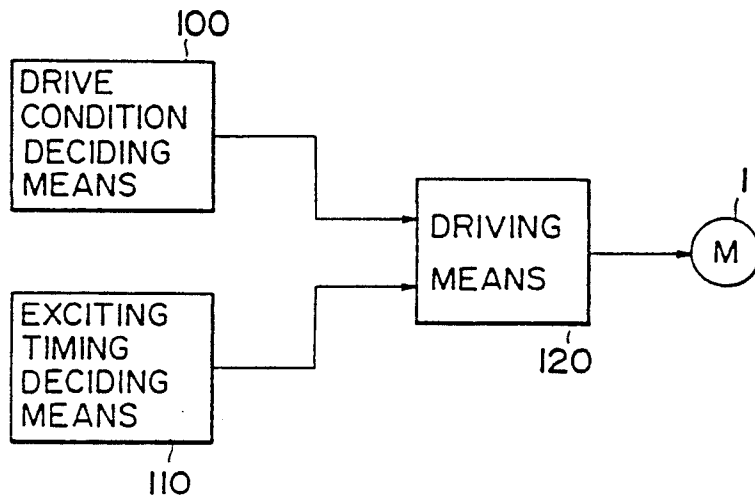 100
DRIVE
CONDITION
DECIDING
MEANS
1
DRIVING
MEANS
M
120
EXCITING
TIMING
DECIDING
MEANS
110